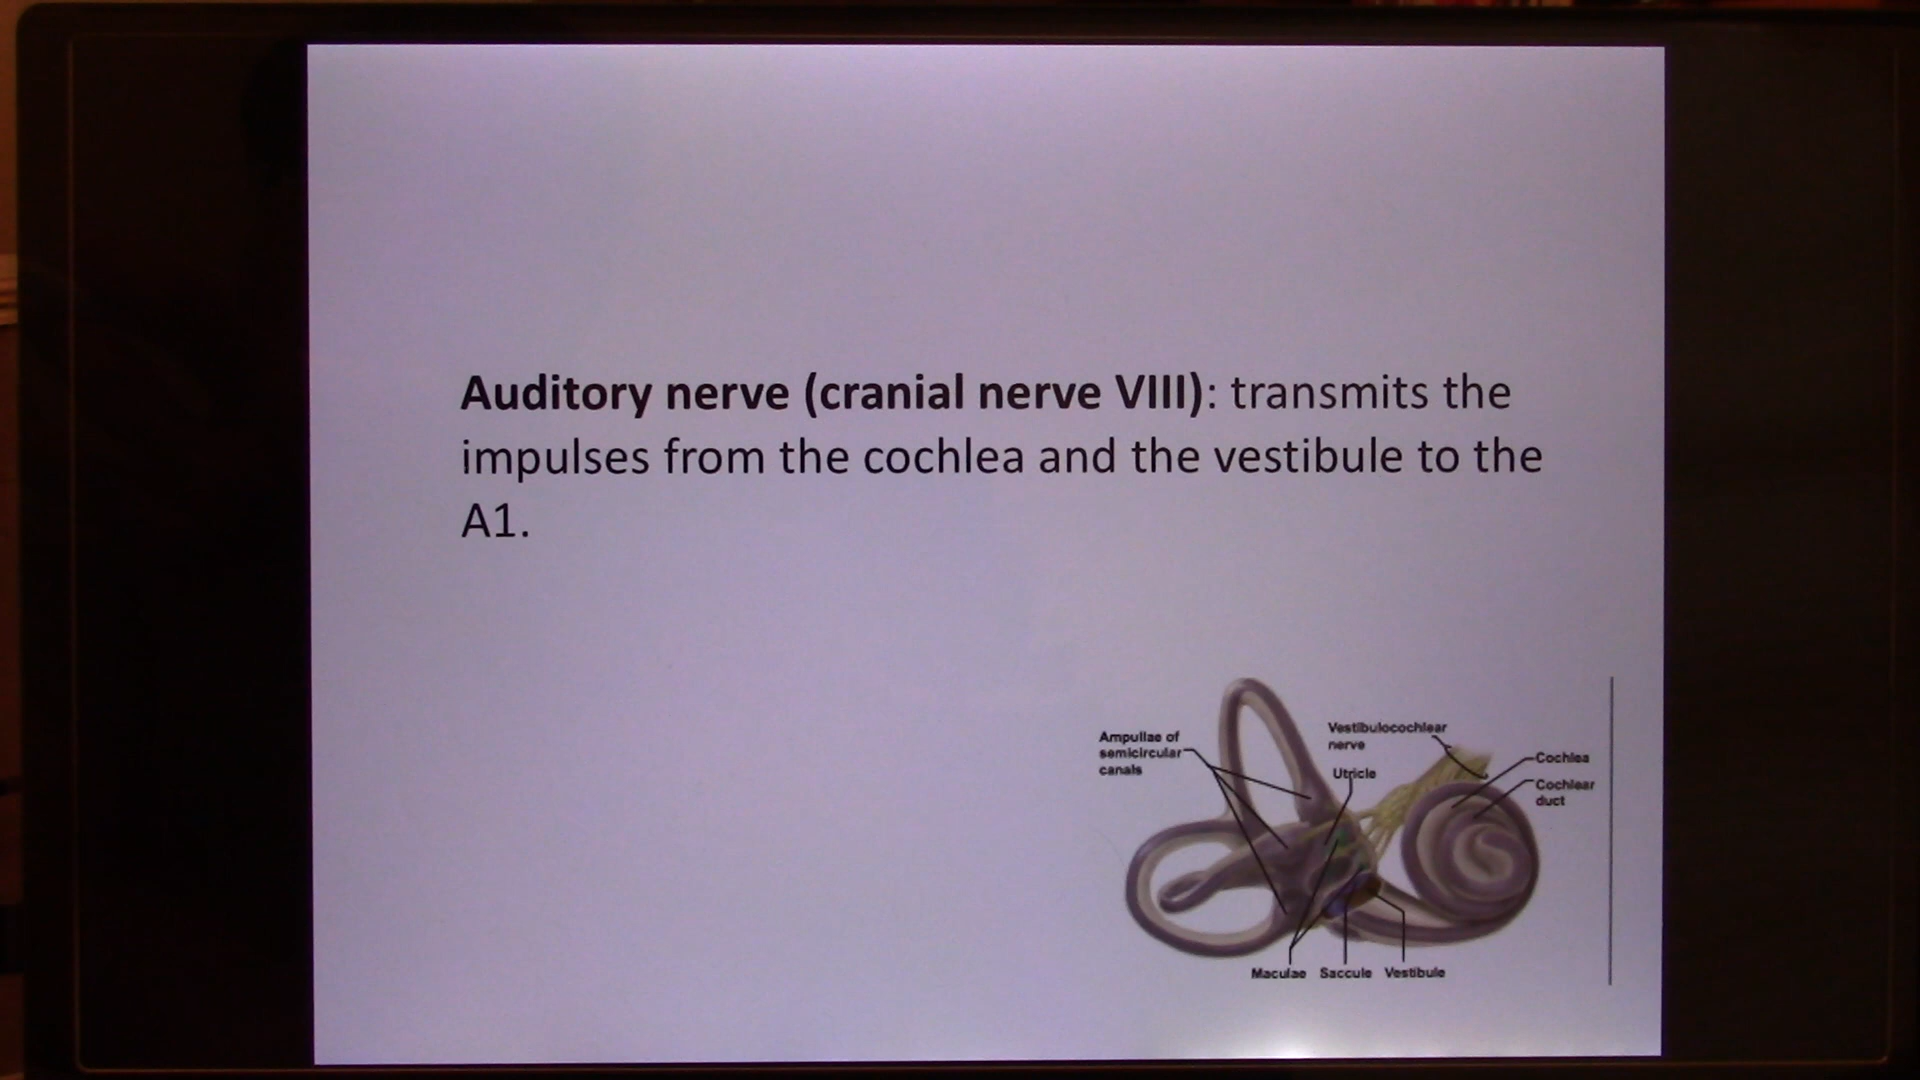 Auditory nerve (cranial nerve VIII): transmits the
impulses from the cochlea and the vestibule to the
A1.
Ampullae of
semicircular
canals
Vestibulocochlear
nerve
Utricle
Cochlea
Cochlear
duct
Maculae
Saccule
Vestibule